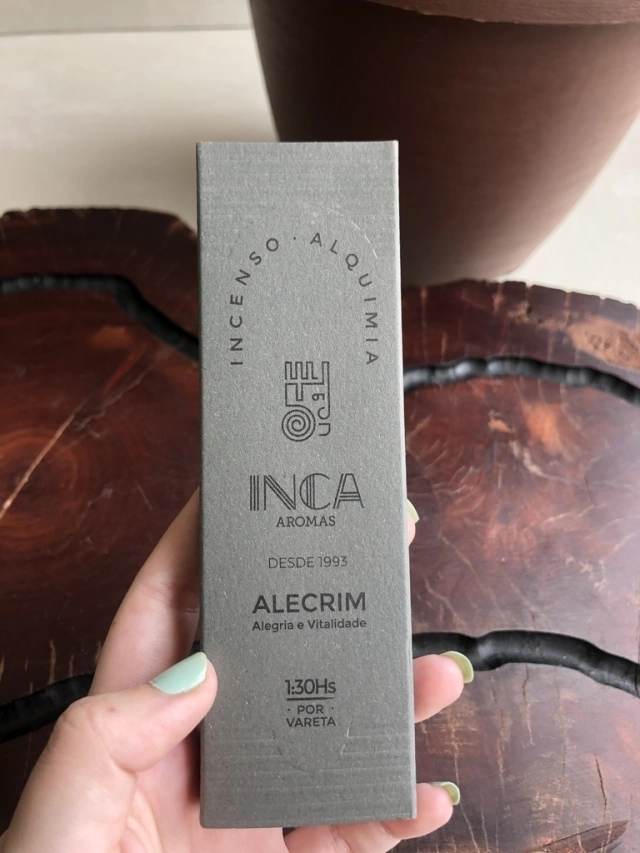 INCENSO · ALQUIMIA
INCA
AROMAS
DESDE 1993
ALECRIM
Alegria e Vitalidade
1:30Hs
· POR ·
VARETA